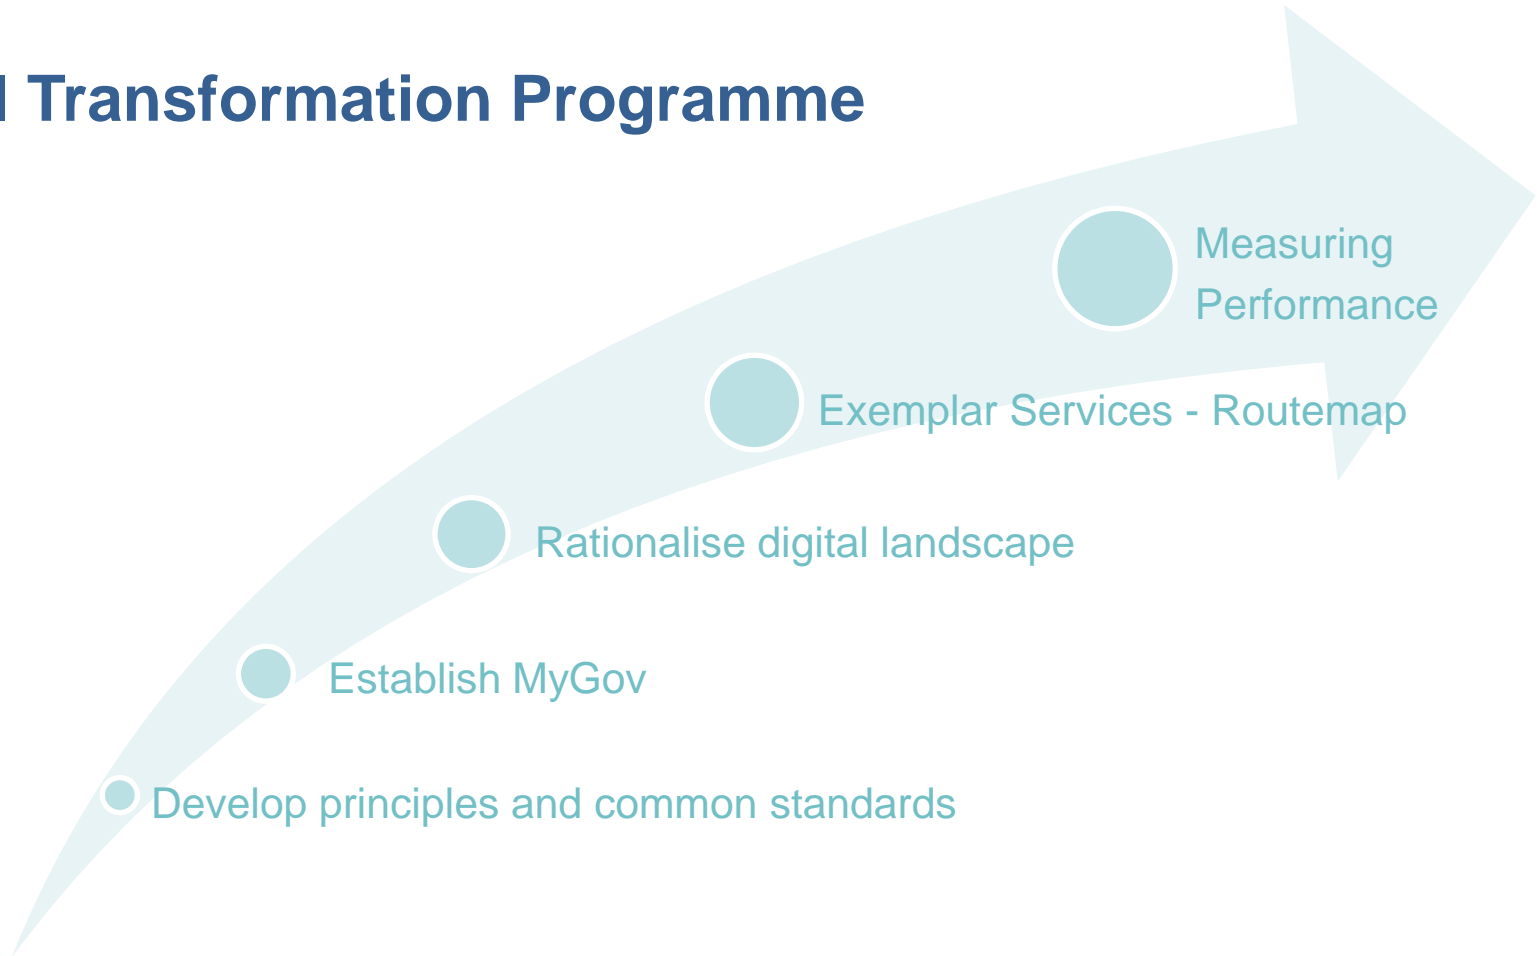 Transformation Programme
Measuring
Performance
Exemplar Services - Routemap
Rationalise digital landscape
Establish MyGov
Develop principles and common standards